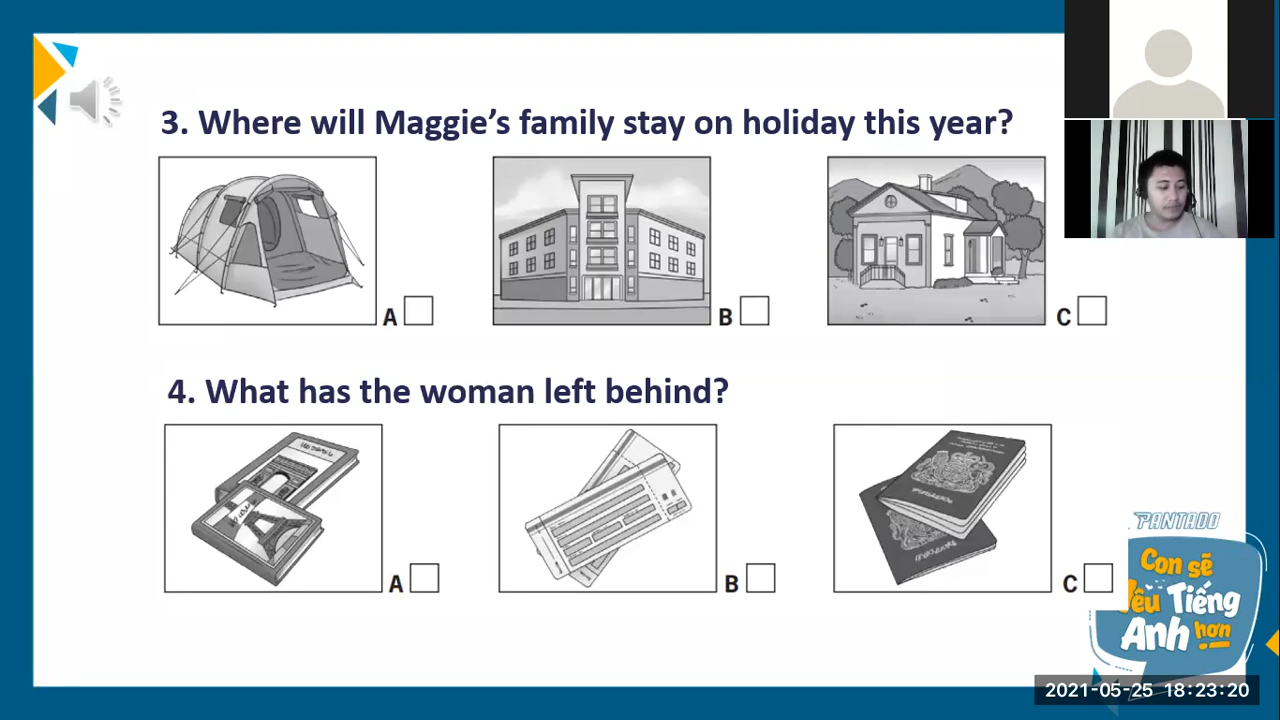 3. Where will Maggie's family stay on holiday this year?
A
B
C
4. What has the woman left behind?
A
B
C
PANTADO
Con sẽ
Yêu Tiếng
Anh hơn
2021-05-25 18:23:20